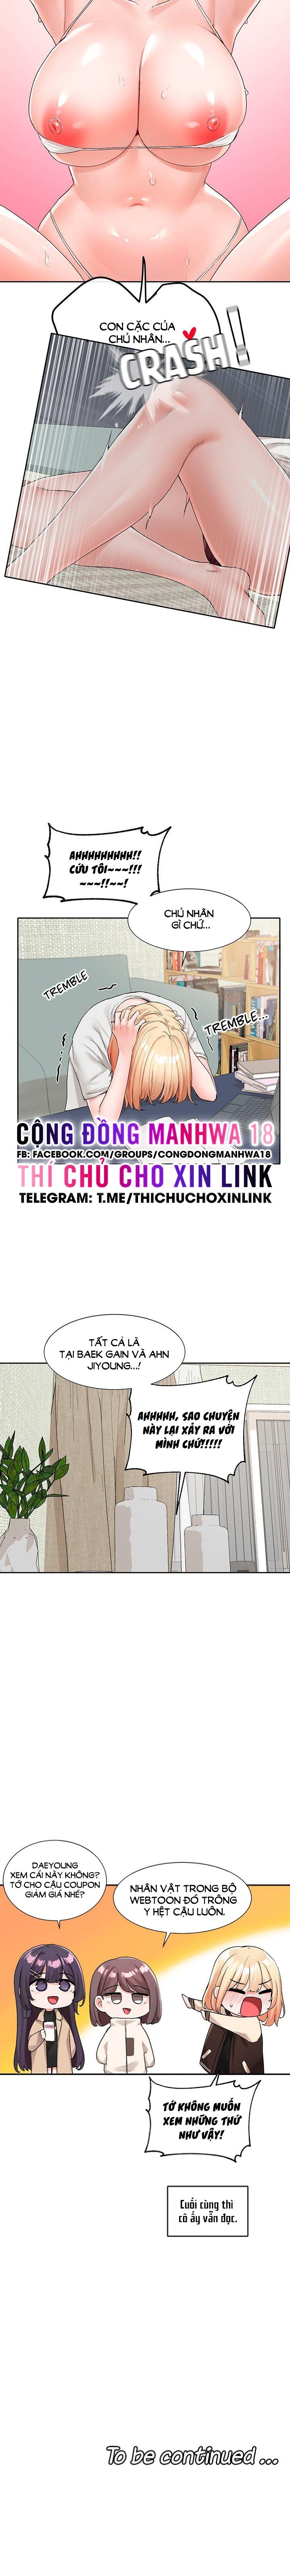 CON CẶC CỦA
CHỦ NHÂN...
CRASH!
AHHHHHHHH!!
CỨU TÔI~~~!!!
~~~!!~~!
CHỦ NHÂN
GÌ CHỨ...
TREMBLE
TREMBLE...
CỘNG ĐỒNG MANHWA 18
FB: FACEBOOK.COM/GROUPS/CONGDONGMANHWA18
THÍ CHỦ CHO XIN LINK
TELEGRAM: T.ME/THICHUCHOXINLINK
TẤT CẢ LÀ
TẠI BAEK GAIN VÀ AHN
JIYOUNG...!
AHHHHH, SAO CHUYỆN
NÀY LẠI XẢY RA VỚI
MÌNH CHỨ!!!!!
DAEYOUNG
XEM CÁI NÀY KHÔNG?
TỚ CHO CẬU COUPON
GIẢM GIÁ NHÉ?
NHÂN VẬT TRONG BỘ
WEBTOON ĐÓ TRÔNG
Y HỆT CẬU LUÔN.
TỚ KHÔNG MUỐN
XEM NHỮNG THỨ
NHƯ VẬY!
Cuối cùng thì
cô ấy vẫn đọc.
To be continued ...